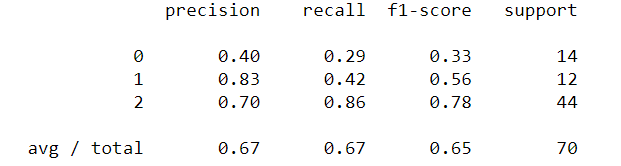 precision recall f1-score support
0 0.40 0.29 0.33 14
1 0.83 0.42 0.56 12
2 0.70 0.86 0.78 44
avg / total 0.67 0.67 0.65 70